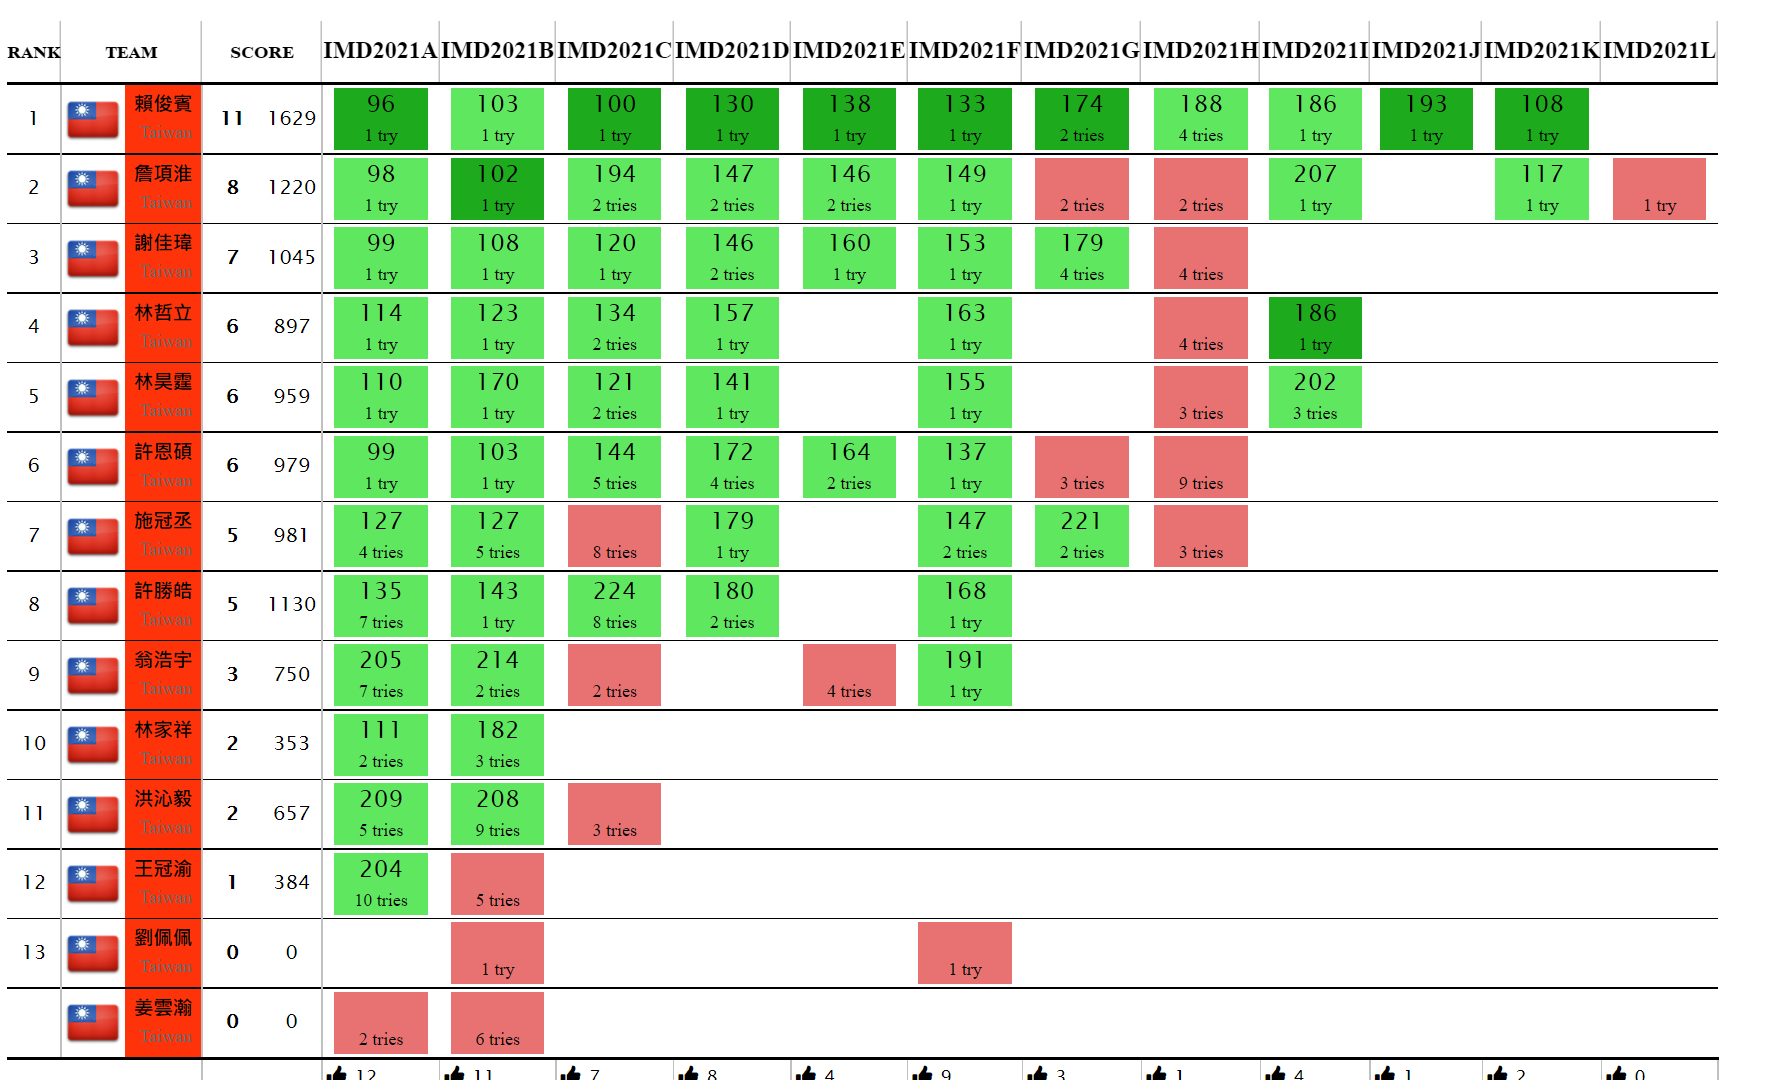 RANK TEAM SCORE IMD2021A IMD2021B IMD2021C IMD2021D IMD2021E IMD2021F IMD2021G IMD2021H IMD2021I IMD2021J IMD2021K IMD2021L
賴俊賓 96 103 100 130 138 133 174 188 186 193 108
1 11 1629
Taiwan 1 try 1 try 1 try 1 try 1 try 1 try 2 tries 4 tries 1 try 1 try 1 try
詹項淮 98 102 194 147 146 149 207 117
2 8 1220
Taiwan 1 try 1 try 2 tries 2 tries 2 tries 1 try 2 tries 2 tries 1 try 1 try 1 try
謝佳瑋 99 108 120 146 160 153 179
3 7 1045
Taiwan 1 try 1 try 1 try 2 tries 1 try 1 try 4 tries 4 tries
林哲立 114 123 134 157 163 186
4 6 897
Taiwan 1 try 1 try 2 tries 1 try 1 try 4 tries 1 try
林昊霆 110 170 121 141 155 202
5 6 959
Taiwan 1 try 1 try 2 tries 1 try 1 try 3 tries 3 tries
許恩碩 99 103 144 172 164 137
6 6 979
Taiwan 1 try 1 try 5 tries 4 tries 2 tries 1 try 3 tries 9 tries
施冠丞 127 127 179 147 221
7 5 981
Taiwan 4 tries 5 tries 8 tries 1 try 2 tries 2 tries 3 tries
許勝皓 135 143 224 180 168
8 5 1130
Taiwan 7 tries 1 try 8 tries 2 tries 1 try
翁浩宇 205 214 191
9 3 750
Taiwan 7 tries 2 tries 2 tries 4 tries 1 try
林家祥 111 182
10 2 353
Taiwan 2 tries 3 tries
洪沁毅 209 208
11 2 657
Taiwan 5 tries 9 tries 3 tries
王冠渝 204
12 1 384
Taiwan 10 tries 5 tries
劉佩佩
13 0 0
Taiwan 1 try 1 try
姜雲瀚
0 0
Taiwan 2 tries 6 tries
12 11 7 8 4 9 3 1 4 1 2 0